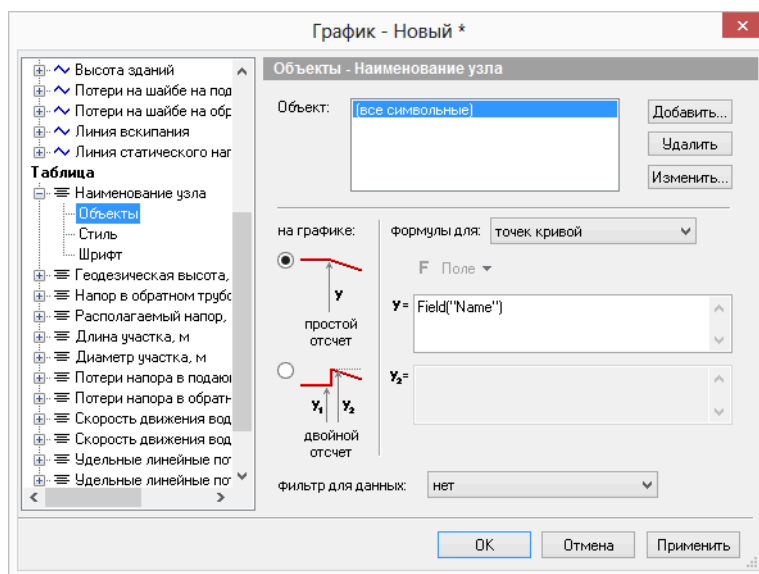 График - Новый *
Высота зданий
Потери на шайбе на под
Потери на шайбе на обр
Линия вскипания
Линия статического наг
Таблица
Наименование узла
Объекты
Стиль
Шрифт
Геодезическая высота,
Напор в обратном трубо
Располагаемый напор,
Длина участка, м
Диаметр участка, м
Потери напора в подаю
Потери напора в обратн
Скорость движения вод
Скорость движения вод
Удельные линейные по
Удельные линейные по
Объекты - Наименование узла
Объект:
(все символьные)
Добавить...
Удалить
Изменить...
на графике:
Y
простой
отсчет
Y1 Y2
двойной
отсчет
формулы для: точек кривой
F Поле
Y= Field("Name")
Y2=
Фильтр для данных: нет
OK
Отмена
Применить